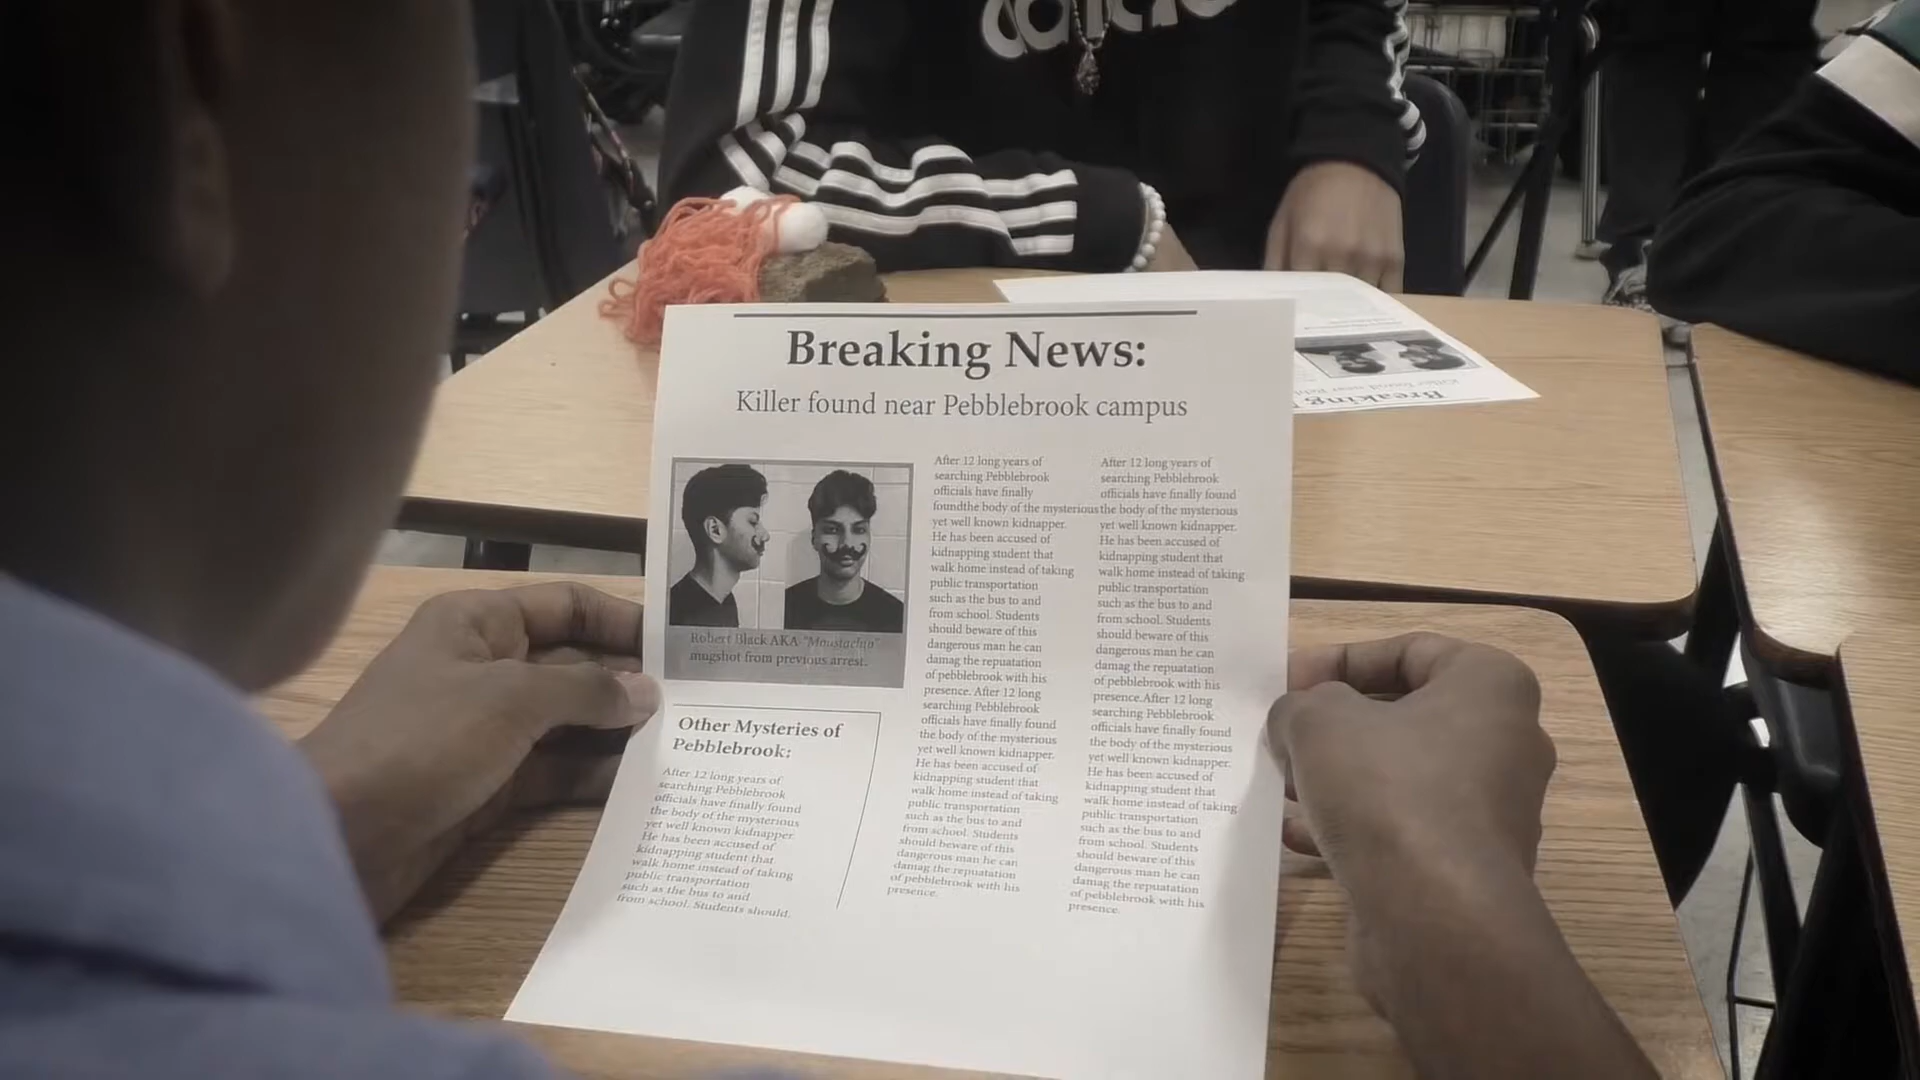 adidas
Breaking News:
Killer found near Pebblebrook campus
Robert Black AKA "Moustachio"
mugshot from previous arrest.
Other Mysteries of
Pebblebrook:
After 12 long years of
searching Pebblebrook
officials have finally found
the body of the mysterious
yet well known kidnapper.
He has been accused of
kidnapping student that
walk home instead of taking
public transportation
such as the bus to and
from school. Students should.
After 12 long years of
searching Pebblebrook
officials have finally
foundthe body of the mysterious
yet well known kidnapper.
He has been accused of
kidnapping student that
walk home instead of taking
public transportation
such as the bus to and
from school. Students
should beware of this
dangerous man he can
damag the repuatation
of pebblebrook with his
presence. After 12 long
searching Pebblebrook
officials have finally found
the body of the mysterious
yet well known kidnapper.
He has been accused of
kidnapping student that
walk home instead of taking
public transportation
such as the bus to and
from school. Students
should beware of this
dangerous man he can
damag the repuatation
of pebblebrook with his
presence.
After 12 long years of
searching Pebblebrook
officials have finally found
the body of the mysterious
yet well known kidnapper.
He has been accused of
kidnapping student that
walk home instead of taking
public transportation
such as the bus to and
from school. Students
should beware of this
dangerous man he can
damag the repuatation
of pebblebrook with his
presence.After 12 long
searching Pebblebrook
officials have finally found
the body of the mysterious
yet well known kidnapper.
He has been accused of
kidnapping student that
walk home instead of taking
public transportation
such as the bus to and
from school. Students
should beware of this
dangerous man he can
damag the repuatation
of pebblebrook with his
presence.
Breaking
Killer found near